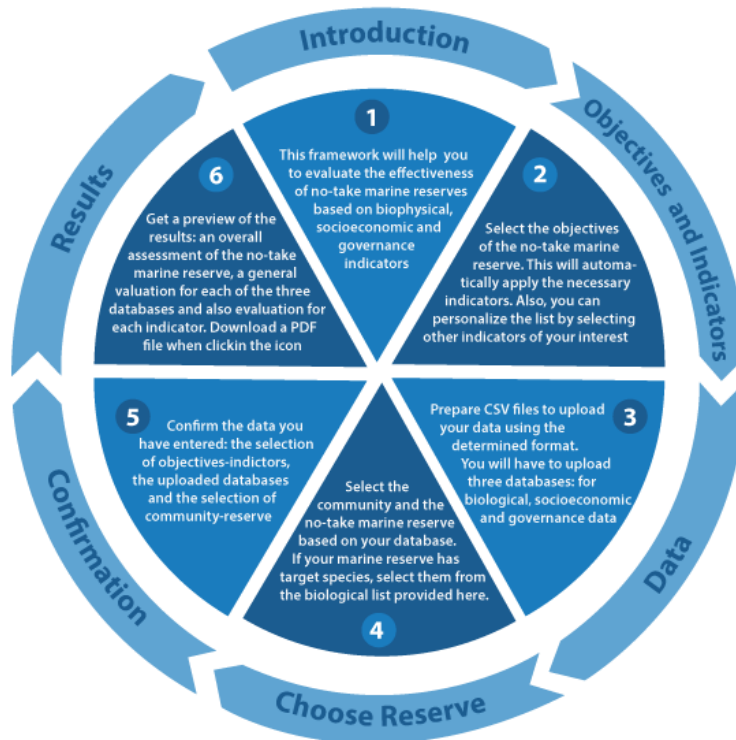 Introduction
1
This framework will help you
to evaluate the effectiveness
of no-take marine reserves
based on biophysical,
socioeconomic and
governance
indicators
Objectives and Indicators
2
Select the objectives
of the no-take marine
reserve. This will automa-
tically apply the necessary
indicators. Also, you can
personalize the list by selecting
other indicators of your interest
Data
3
Prepare CSV files to upload
your data using the
determined format.
You will have to upload
three databases: for
biological, socioeconomic
and governance data
Choose Reserve
Select the
community and the
no-take marine reserve
based on your database.
If your marine reserve has
target species, select them from
the biological list provided here.
4
Confirmation
5
Confirm the data you
have entered: the selection
of objectives-indictors,
the uploaded databases
and the selection of
community-reserve
Results
6
Get a preview of the
results: an overall
assessment of the no-take
marine reserve, a general
valuation for each of the three
databases and also evaluation for
each indicator. Download a PDF
file when clickin the icon